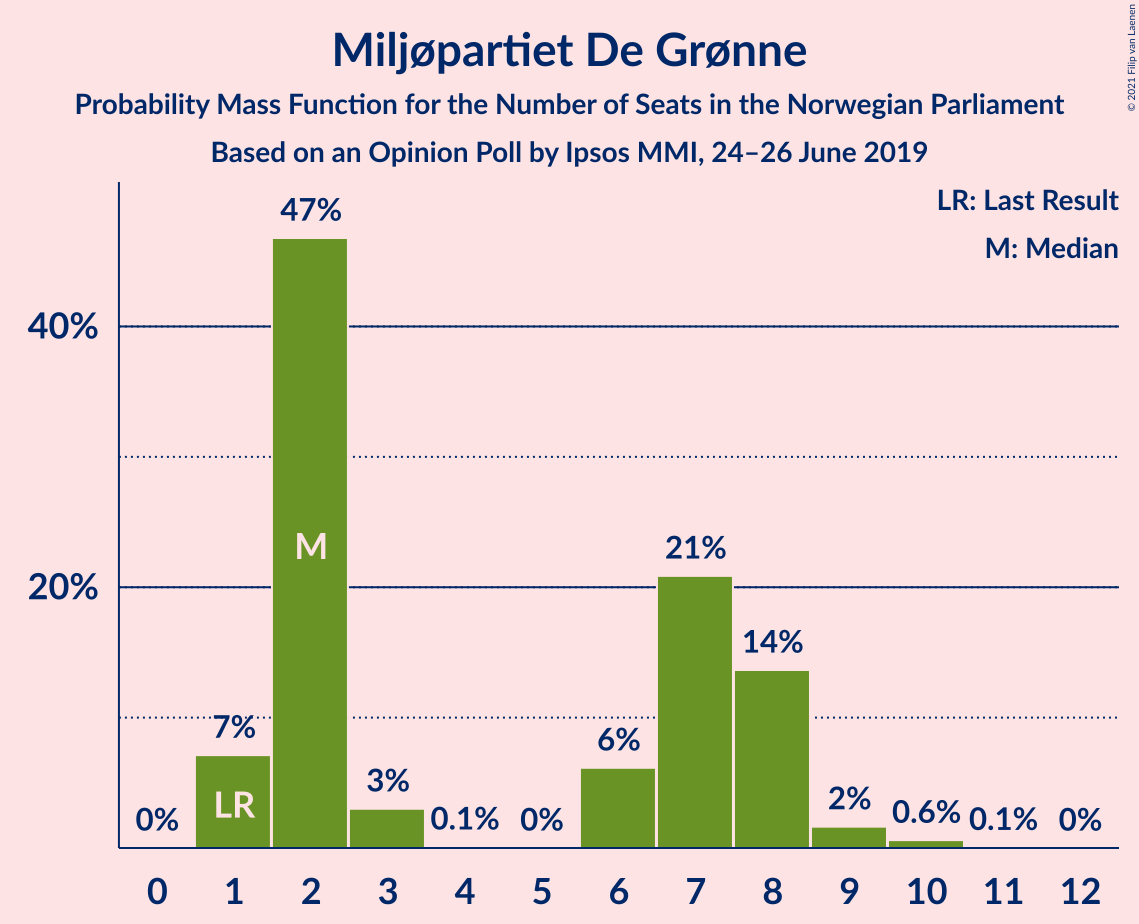 Miljøpartiet De Grønne
Probability Mass Function for the Number of Seats in the Norwegian Parliament
Based on an Opinion Poll by Ipsos MMI, 24–26 June 2019
© 2021 Filip van Laenen
LR: Last Result
M: Median
47%
40%
M
21%
20%
14%
7%
6%
LR
3%
2%
0%
0.1%
0%
0.6%
0.1%
0%
0 1 2 3 4 5 6 7 8 9 10 11 12